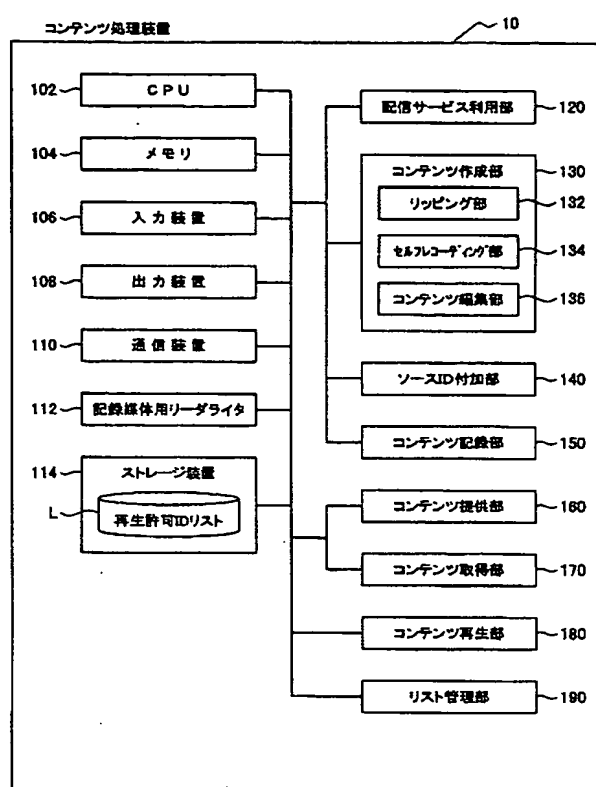 コンテンツ処理装置
10
102
CPU
104
メモリ
106
入力装置
108
出力装置
110
通信装置
112
記録媒体用リーダライタ
114
ストレージ装置
L
再生許可IDリスト
配信サービス利用部
120
コンテンツ作成部
130
リッピング部
132
セルフレコーディング部
134
コンテンツ編集部
136
ソースID付加部
140
コンテンツ記録部
150
コンテンツ提供部
160
コンテンツ取得部
170
コンテンツ再生部
180
リスト管理部
190